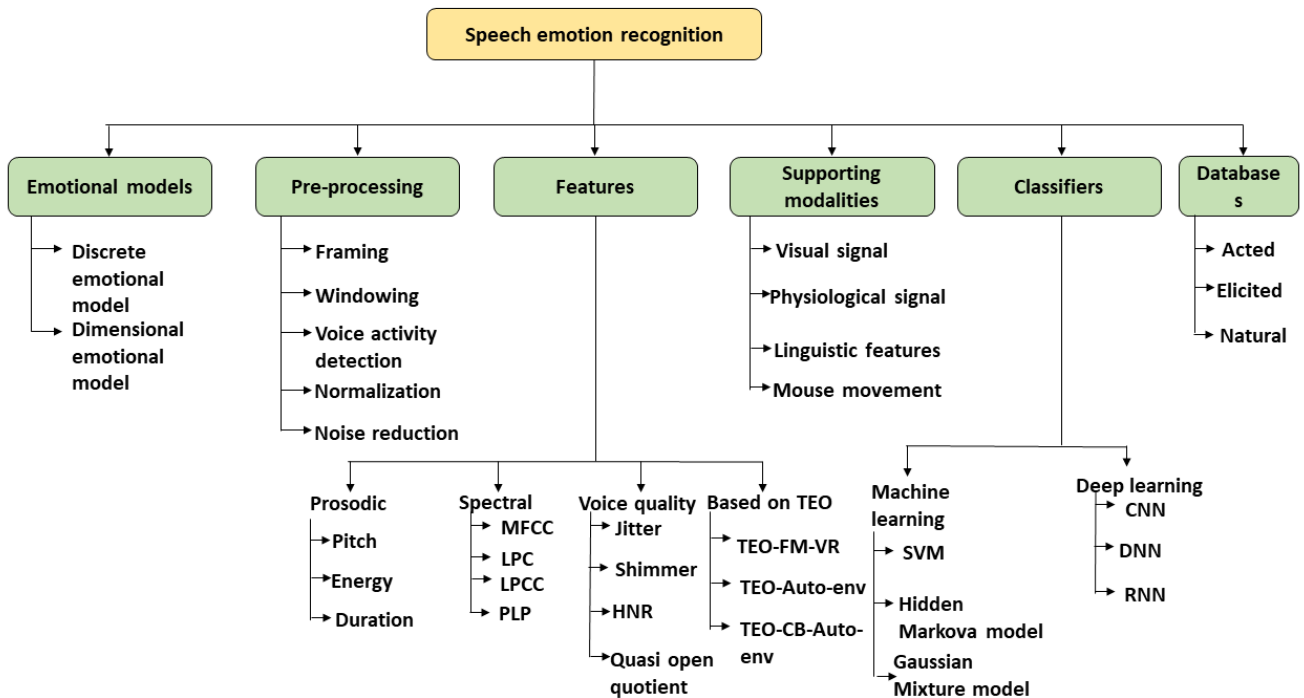 Speech emotion recognition
Emotional models
Pre-processing
Features
Supporting
modalities
Classifiers
Database
s
Discrete
emotional
model
Dimensional
emotional
model
Framing
Windowing
Voice activity
detection
Normalization
Noise reduction
Visual signal
Physiological signal
Linguistic features
Mouse movement
Acted
Elicited
Natural
Prosodic
Pitch
Energy
Duration
Spectral
MFCC
LPC
LPCC
PLP
Voice quality
Jitter
Shimmer
HNR
Quasi open
quotient
Based on TEO
TEO-FM-VR
TEO-Auto-env
TEO-CB-Auto-
env
Machine
learning
SVM
Hidden
Markova model
Gaussian
Mixture model
Deep learning
CNN
DNN
RNN